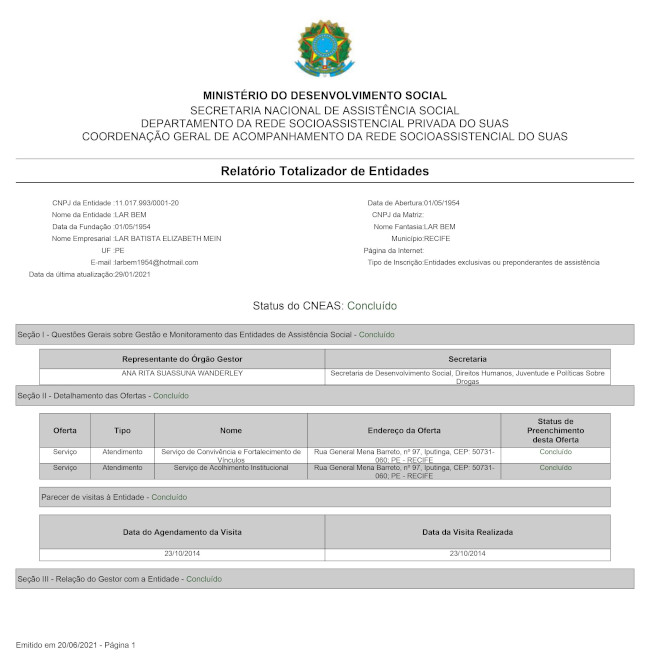 MINISTÉRIO DO DESENVOLVIMENTO SOCIAL
SECRETARIA NACIONAL DE ASSISTÊNCIA SOCIAL
DEPARTAMENTO DA REDE SOCIOASSISTENCIAL PRIVADA DO SUAS
COORDENAÇÃO GERAL DE ACOMPANHAMENTO DA REDE SOCIOASSISTENCIAL DO SUAS
Relatório Totalizador de Entidades
CNPJ da Entidade :11.017.993/0001-20
Data de Abertura:01/05/1954
Nome da Entidade :LAR BEM
CNPJ da Matriz:
Data da Fundação :01/05/1954
Nome Fantasia:LAR BEM
Nome Empresarial :LAR BATISTA ELIZABETH MEIN
Município:RECIFE
UF :PE
Página da Internet:
E-mail :larbem1954@hotmail.com
Tipo de Inscrição:Entidades exclusivas ou preponderantes de assistência
Data da última atualização:29/01/2021
Status do CNEAS: Concluído
Seção I - Questões Gerais sobre Gestão e Monitoramento das Entidades de Assistência Social - Concluído
Representante do Órgão Gestor
Secretaria
ANA RITA SUASSUNA WANDERLEY
Secretaria de Desenvolvimento Social, Direitos Humanos, Juventude e Políticas Sobre
Drogas
Seção II - Detalhamento das Ofertas - Concluído
Oferta
Tipo
Nome
Endereço da Oferta
Status de
Preenchimento
desta Oferta
Serviço
Atendimento
Serviço de Convivência e Fortalecimento de
Vínculos
Rua General Mena Barreto, nº 97, Iputinga, CEP: 50731-
060; PE - RECIFE
Concluído
Serviço
Atendimento
Serviço de Acolhimento Institucional
Rua General Mena Barreto, nº 97, Iputinga, CEP: 50731-
060; PE - RECIFE
Concluído
Parecer de visitas à Entidade - Concluído
Data do Agendamento da Visita
Data da Visita Realizada
23/10/2014
23/10/2014
Seção III - Relação do Gestor com a Entidade - Concluído
Emitido em 20/06/2021 - Página 1